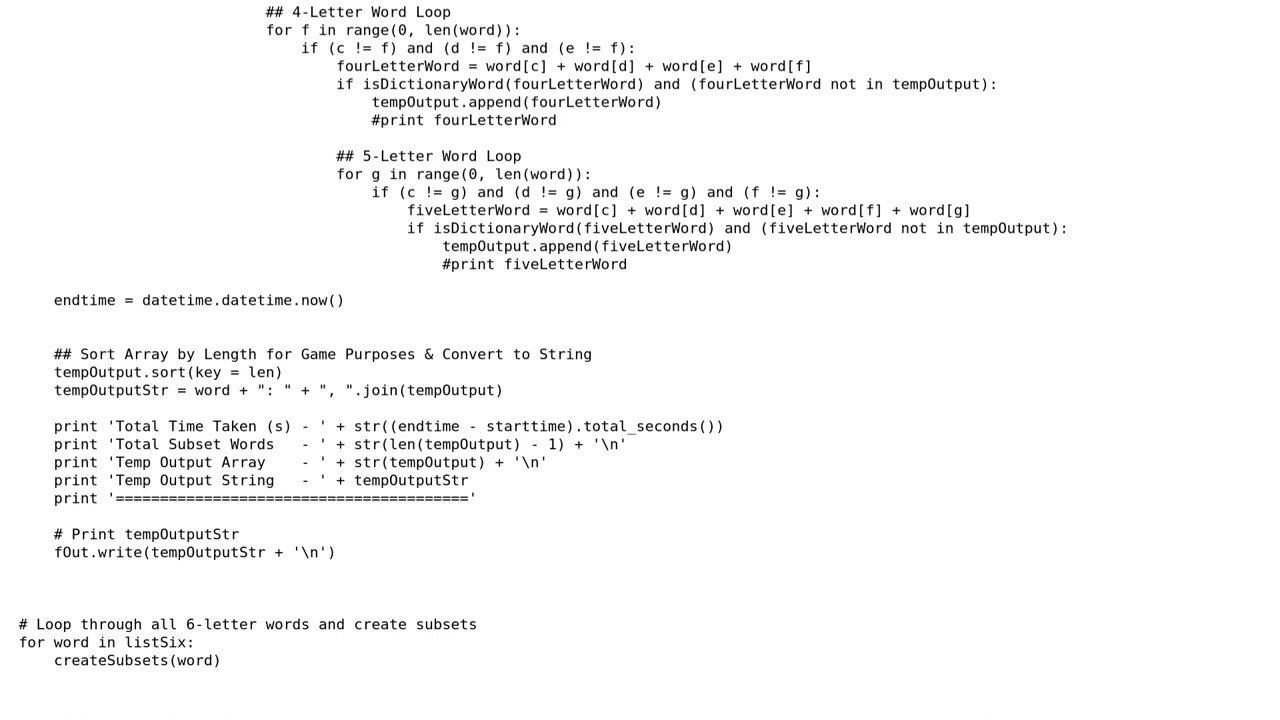 ## 4-Letter Word Loop
for f in range(0, len(word)):
if (c != f) and (d != f) and (e != f):
fourLetterWord = word[c] + word[d] + word[e] + word[f]
if isDictionaryWord(fourLetterWord) and (fourLetterWord not in tempOutput):
tempOutput.append(fourLetterWord)
#print fourLetterWord
## 5-Letter Word Loop
for g in range(0, len(word)):
if (c != g) and (d != g) and (e != g) and (f != g):
fiveLetterWord = word[c] + word[d] + word[e] + word[f] + word[g]
if isDictionaryWord(fiveLetterWord) and (fiveLetterWord not in tempOutput):
tempOutput.append(fiveLetterWord)
#print fiveLetterWord
endtime = datetime.datetime.now()
## Sort Array by Length for Game Purposes & Convert to String
tempOutput.sort(key = len)
tempOutputStr = word + ": " + ", ".join(tempOutput)
print 'Total Time Taken (s) - ' + str((endtime - starttime).total_seconds())
print 'Total Subset Words   - ' + str(len(tempOutput) - 1) + '\n'
print 'Temp Output Array    - ' + str(tempOutput) + '\n'
print 'Temp Output String   - ' + tempOutputStr
print '========================================'
# Print tempOutputStr
fOut.write(tempOutputStr + '\n')
# Loop through all 6-letter words and create subsets
for word in listSix:
createSubsets(word)